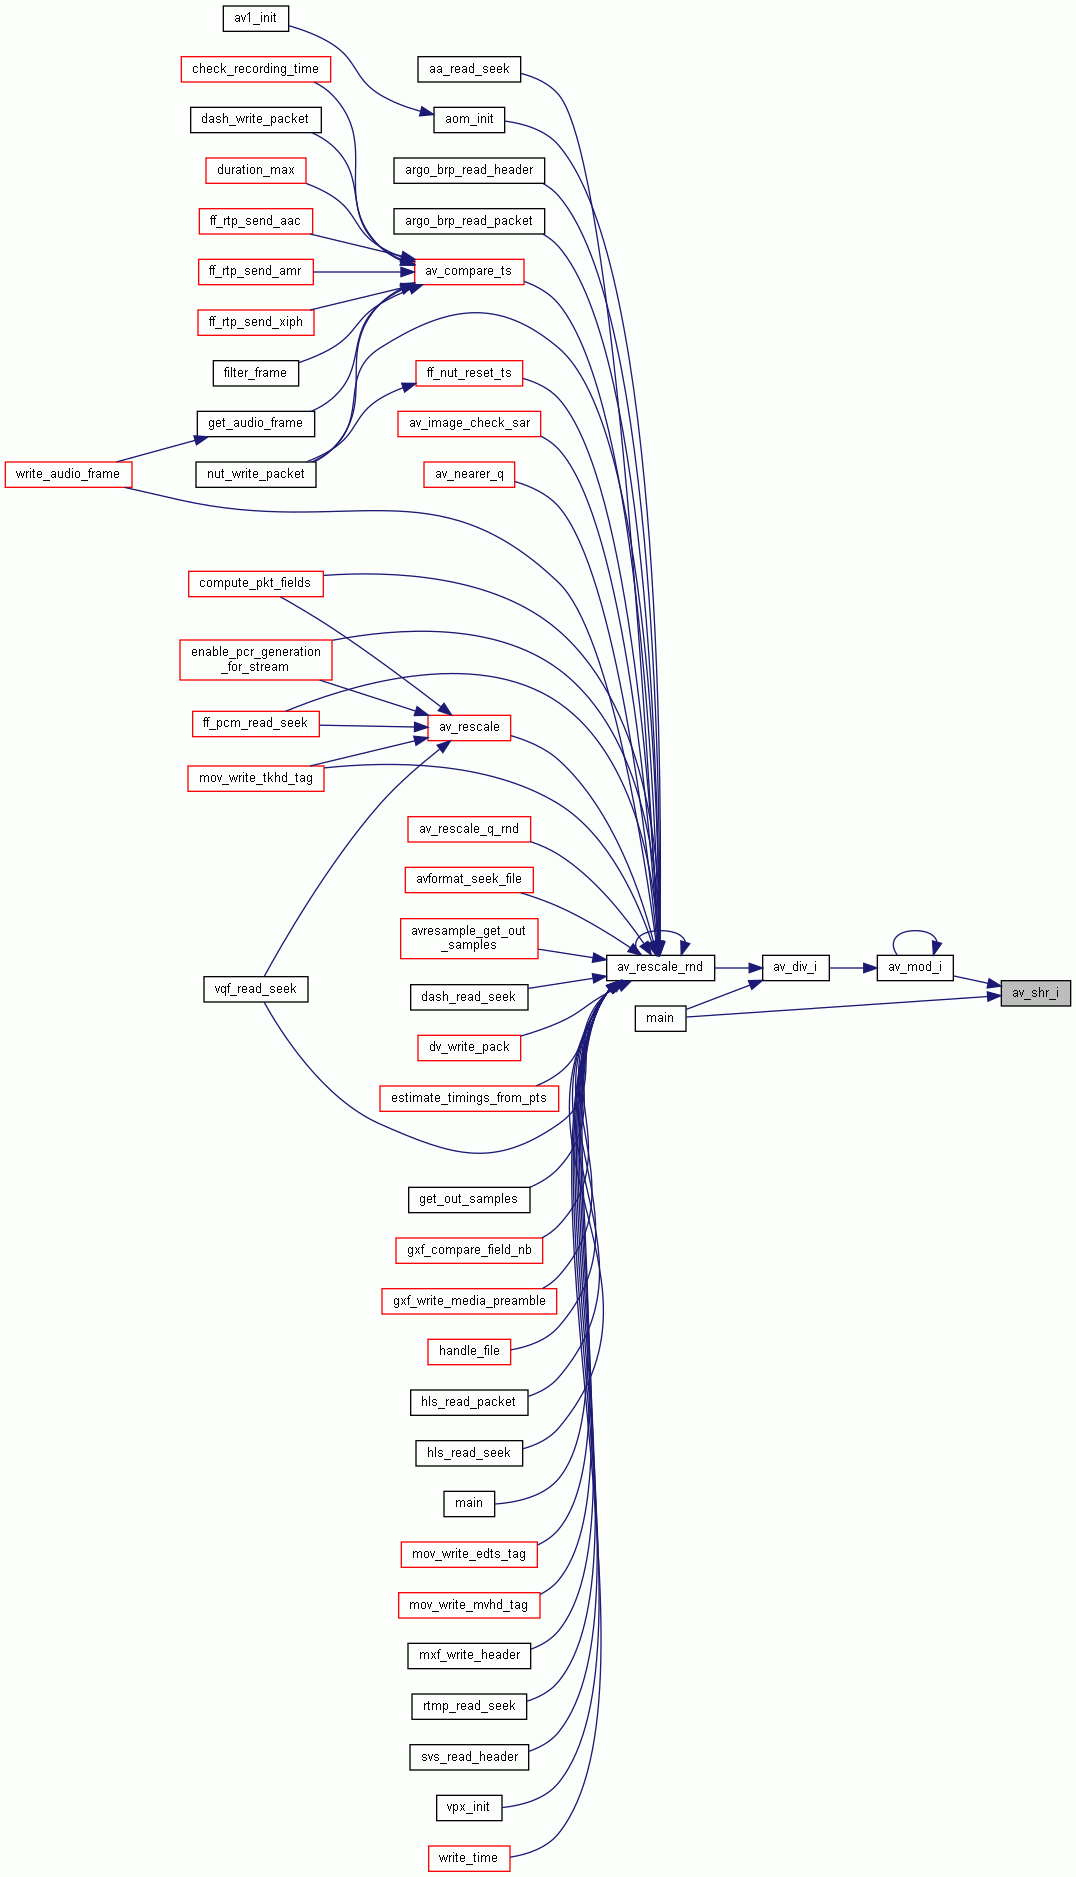 av1_init
check_recording_time
aa_read_seek
dash_write_packet
aom_init
duration_max
argo_brp_read_header
ff_rtp_send_aac
argo_brp_read_packet
ff_rtp_send_amr
av_compare_ts
ff_rtp_send_xiph
filter_frame
ff_nut_reset_ts
get_audio_frame
av_image_check_sar
write_audio_frame
nut_write_packet
av_nearer_q
compute_pkt_fields
enable_pcr_generation
_for_stream
ff_pcm_read_seek
av_rescale
mov_write_tkhd_tag
av_rescale_q_rnd
avformat_seek_file
avresample_get_out
_samples
av_rescale_rnd
av_div_i
av_mod_i
vqf_read_seek
dash_read_seek
av_shr_i
main
dv_write_pack
estimate_timings_from_pts
get_out_samples
gxf_compare_field_nb
gxf_write_media_preamble
handle_file
hls_read_packet
hls_read_seek
main
mov_write_edts_tag
mov_write_mvhd_tag
mxf_write_header
rtmp_read_seek
svs_read_header
vpx_init
write_time